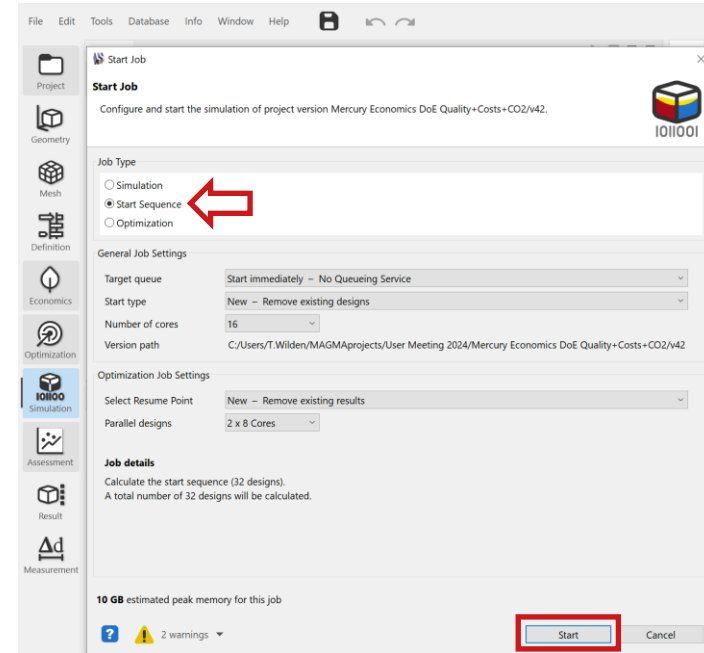 File Edit Tools Database Info Window Help
Start Job
Project
Start Job
Configure and start the simulation of project version Mercury Economics DoE Quality+Costs+CO2/v42.
IOII00I
Geometry
Job Type
Simulation
Mesh
Start Sequence
Optimization
Definition
General Job Settings
Target queue Start immediately – No Queueing Service
Economics
Start type New – Remove existing designs
Number of cores 16
Version path C:/Users/T.Wilden/MAGMAprojects/User Meeting 2024/Mercury Economics DoE Quality+Costs+CO2/v42
Optimization
Optimization Job Settings
IOII00
Simulation
Select Resume Point New – Remove existing results
Parallel designs 2 x 8 Cores
Assessment
Job details
Calculate the start sequence (32 designs).
A total number of 32 designs will be calculated.
Result
Δd
Measurement
10 GB estimated peak memory for this job
? 2 warnings Start Cancel